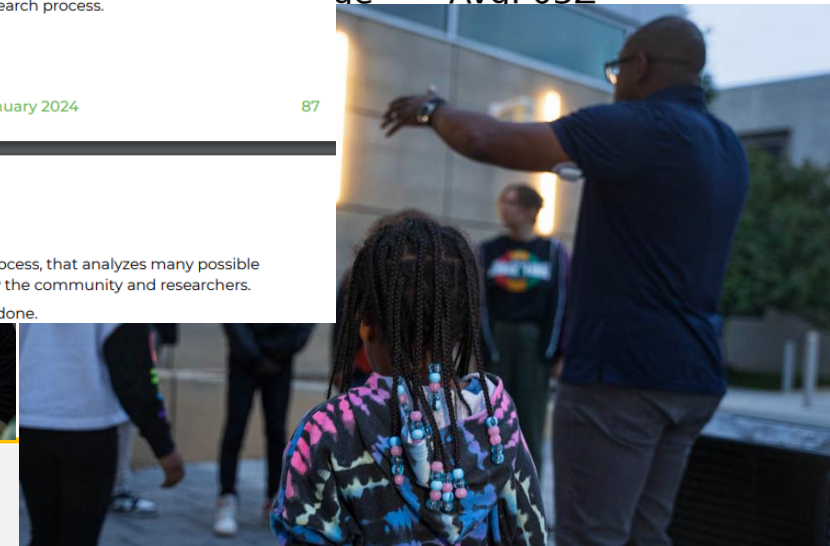 earch process.
nuary 2024 87
ocess, that analyzes many possible
the community and researchers.
done.